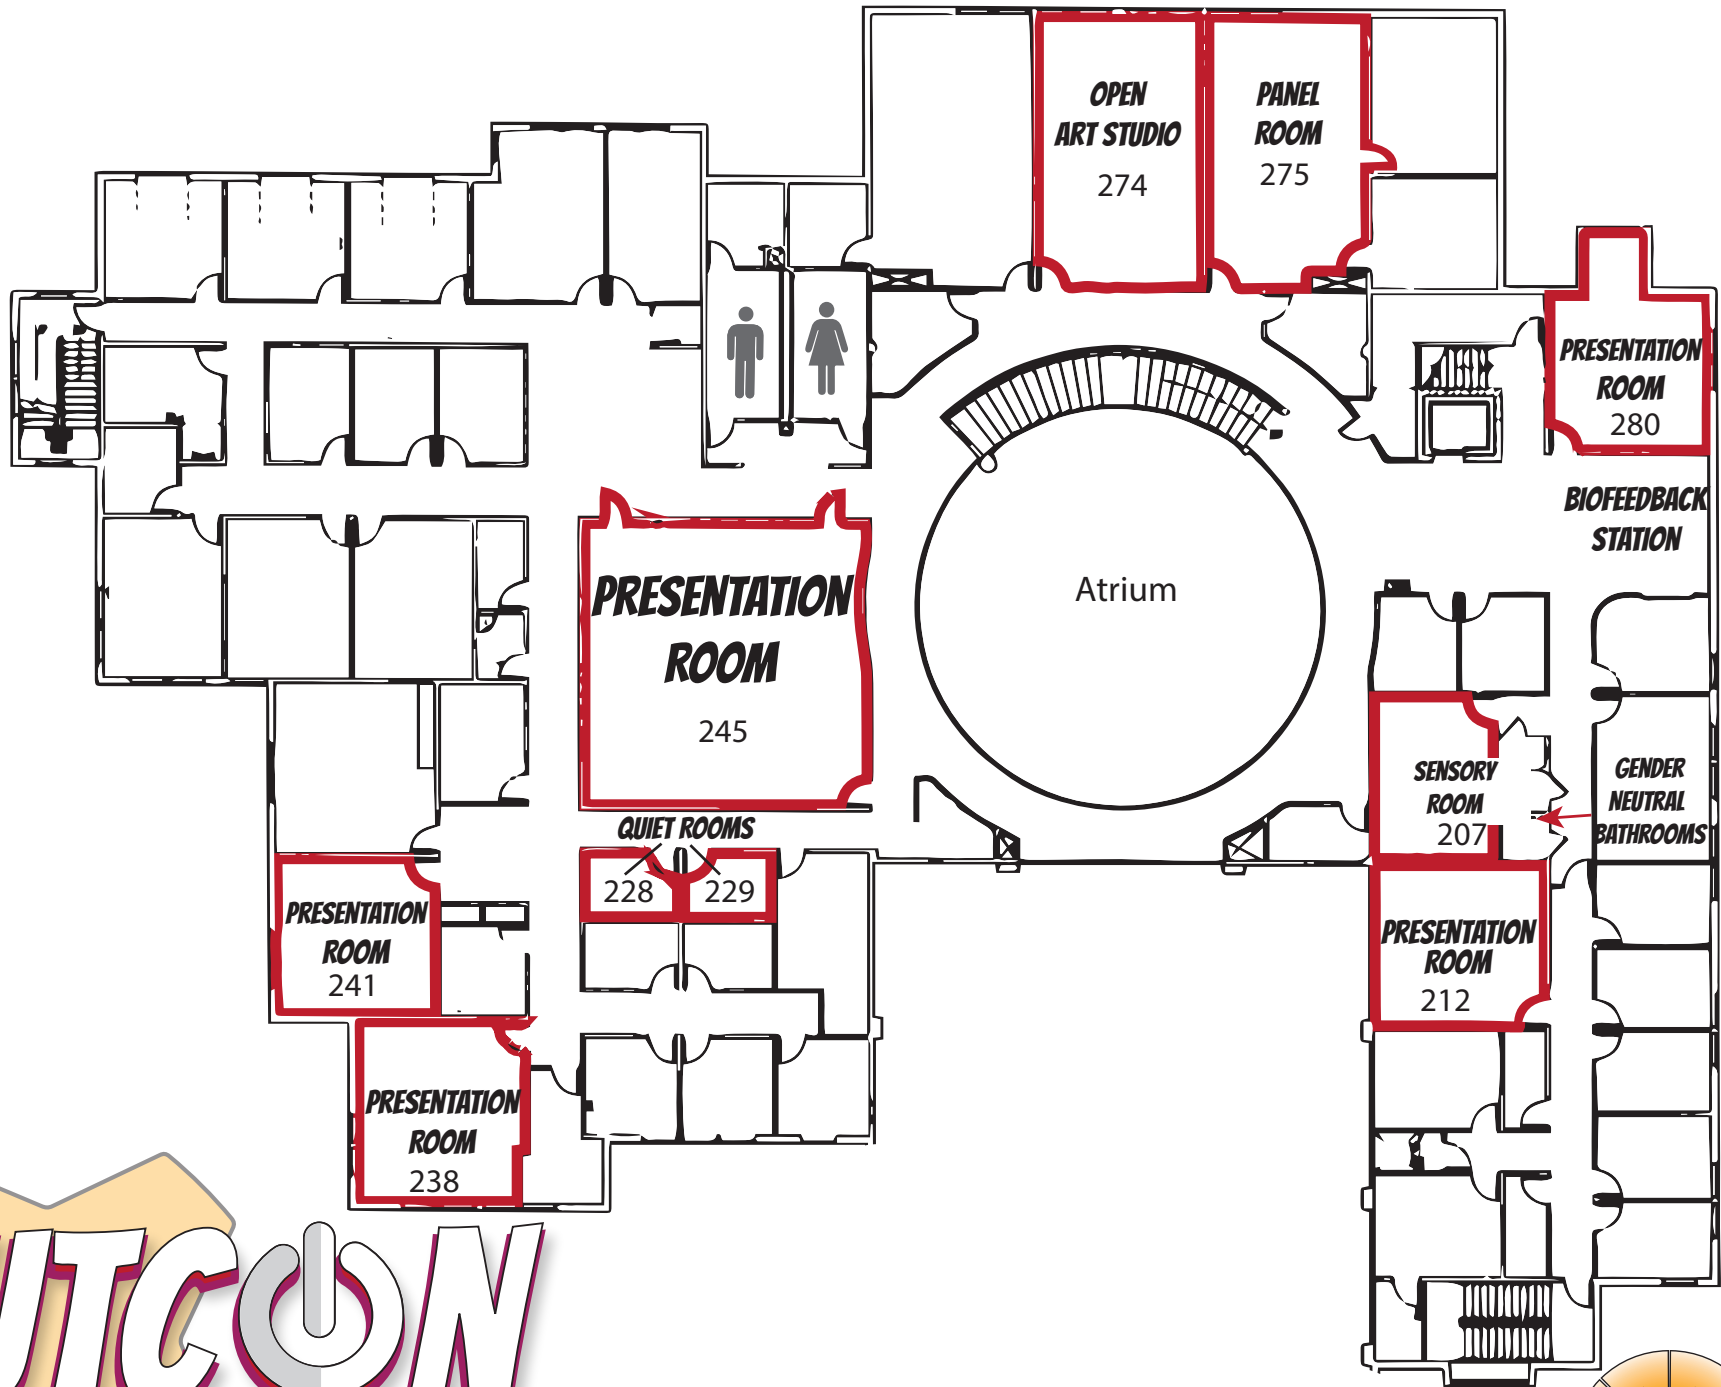 OPEN
ART STUDIO
274
PANEL
ROOM
275
PRESENTATION
ROOM
280
BIOFEEDBACK
STATION
PRESENTATION
ROOM
245
Atrium
SENSORY
ROOM
207
GENDER
NEUTRAL
BATHROOMS
QUIET ROOMS
228
229
PRESENTATION
ROOM
241
PRESENTATION
ROOM
212
PRESENTATION
ROOM
238
UTCON